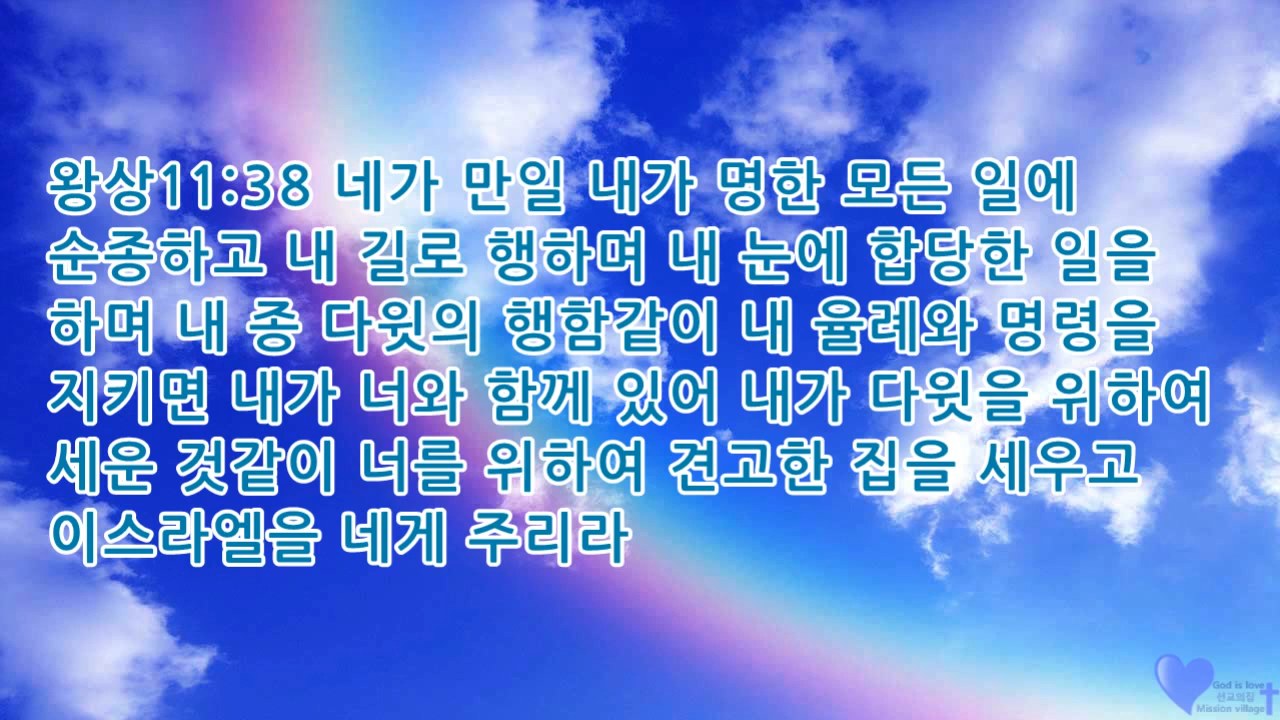 왕상11:38 네가 만일 내가 명한 모든 일에
순종하고 내 길로 행하며 내 눈에 합당한 일을
하며 내 종 다윗의 행함같이 내 율례와 명령을
지키면 내가 너와 함께 있어 내가 다윗을 위하여
세운 것같이 너를 위하여 견고한 집을 세우고
이스라엘을 네게 주리라
God is love
선교의집
Mission village